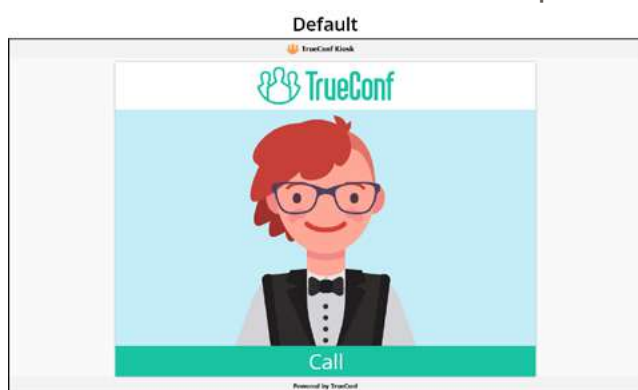 Default
TrueConf Kiosk
TrueConf
Call
Powered by TrueConf